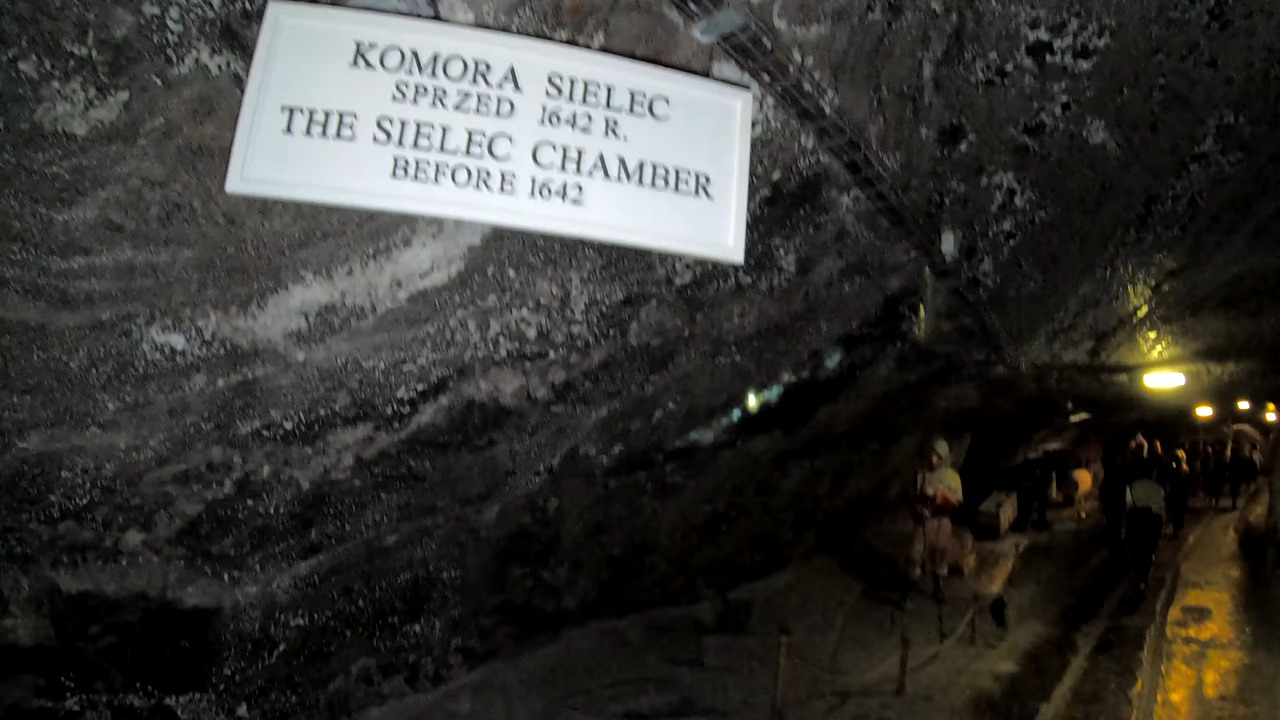 KOMORA SIELEC
SPRZED 1642 R.
THE SIELEC CHAMBER
BEFORE 1642